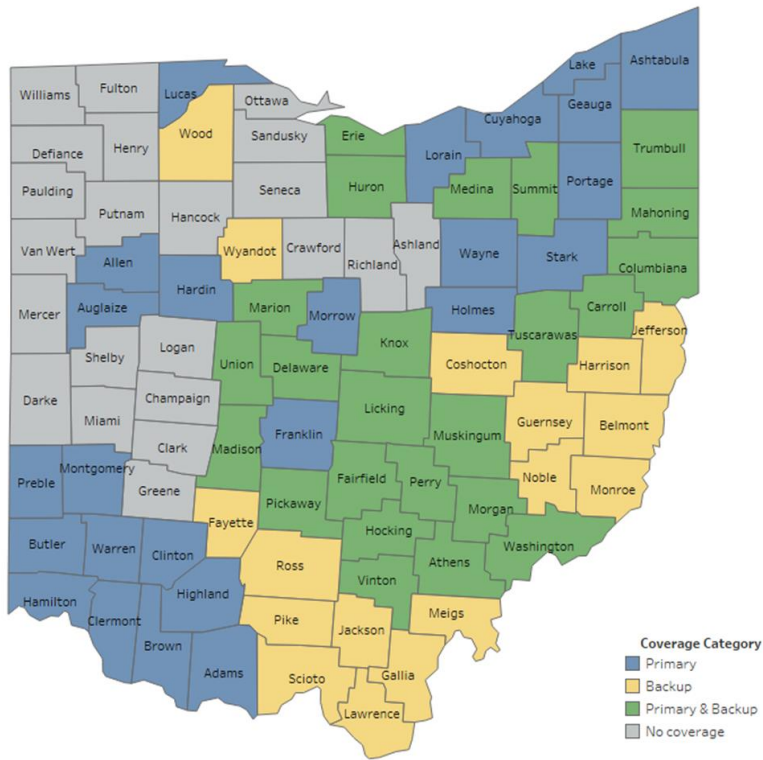 Ashtabula
Lake
Williams
Fulton
Lucas
Ottawa
Geauga
Cuyahoga
Wood
Sandusky
Erie
Henry
Defiance
Lorain
Trumbull
Portage
Huron
Medina
Summit
Paulding
Seneca
Putnam
Hancock
Mahoning
Van Wert
Wyandot
Crawford
Ashland
Richland
Wayne
Stark
Allen
Columbiana
Hardin
Auglaize
Marion
Morrow
Holmes
Carroll
Mercer
Tuscarawas
Jefferson
Knox
Logan
Shelby
Union
Delaware
Coshocton
Harrison
Darke
Champaign
Licking
Miami
Guernsey
Belmont
Franklin
Muskingum
Clark
Madison
Montgomery
Preble
Fairfield
Perry
Noble
Monroe
Greene
Pickaway
Morgan
Fayette
Hocking
Butler
Warren
Clinton
Washington
Ross
Athens
Vinton
Highland
Hamilton
Meigs
Clermont
Pike
Jackson
Brown
Adams
Scioto
Gallia
Lawrence
Coverage Category
Primary
Backup
Primary & Backup
No coverage